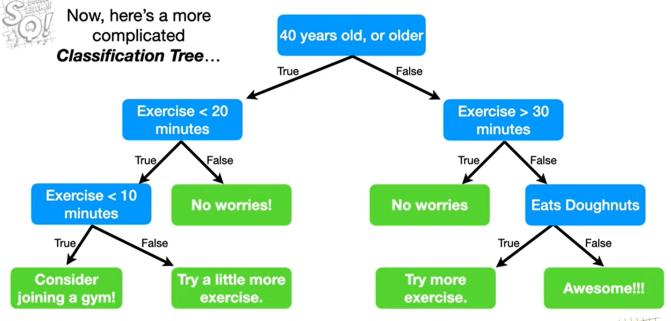 SQ!
Now, here's a more
complicated
Classification Tree…
40 years old, or older
True
False
Exercise < 20
minutes
Exercise > 30
minutes
True
False
True
False
Exercise < 10
minutes
No worries!
No worries
Eats Doughnuts
True
False
True
False
Consider
joining a gym!
Try a little more
exercise.
Try more
exercise.
Awesome!!!